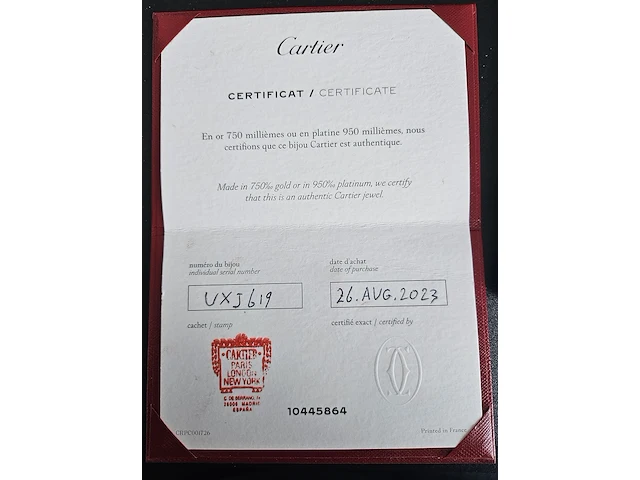 Cartier
CERTIFICAT / CERTIFICATE
En or 750 millièmes ou en platine 950 millièmes, nous
certifions que ce bijou Cartier est authentique.
Made in 750‰ gold or in 950‰ platinum, we certify
that this is an authentic Cartier jewel.
numéro du bijou
individual serial number
date d'achat
date of purchase
UXJ619
26.AUG.2023
cachet / stamp
certifié exact / certified by
CARTIER
PARIS
LONDON
NEW YORK
28006 MADRID
ESPAÑA
10445864
Printed in France